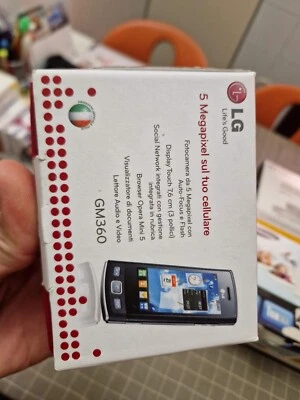 LG
Life's Good
5 Megapixel sul tuo cellulare
Fotocamera da 5 Megapixel con
Auto-Focus e Flash
Display Touch 7,6 cm (3 pollici)
Social Network integrati con gestione
integrata in rubrica
Browser Opera Mini 5
Visualizzatore di documenti
Lettore Audio e Video
GM360